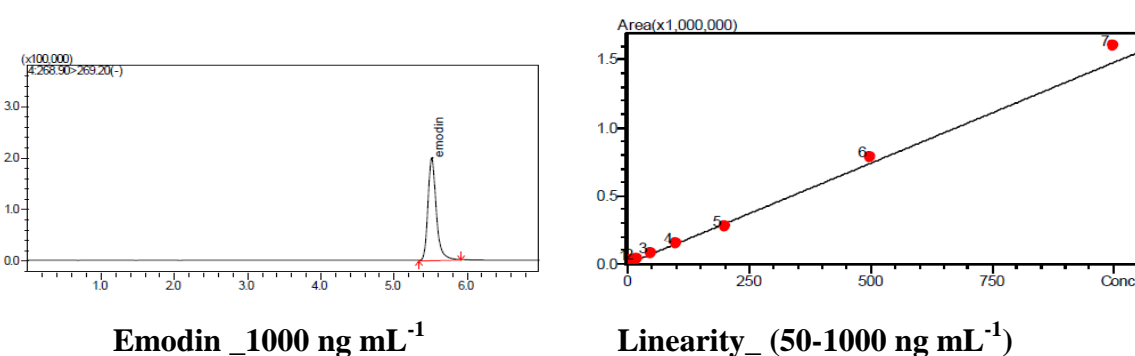 (x100,000)
4:268.90>269.20(-)
3.0
2.0
1.0
0.0
emodin
1.0 2.0 3.0 4.0 5.0 6.0
Emodin _1000 ng mL-1
Area(x1,000,000)
1.5
1.0
0.5
0.0
2 3 4 5 6 7
0 250 500 750 Conc
Linearity_ (50-1000 ng mL-1)